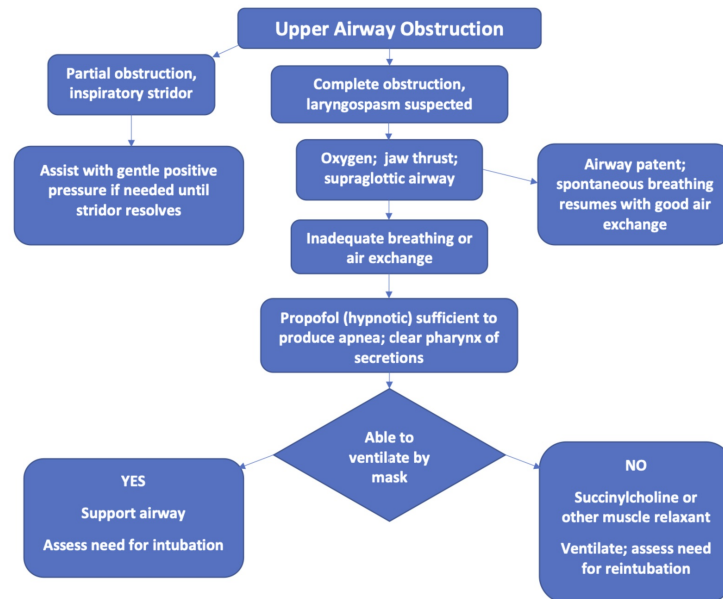 Upper Airway Obstruction
Partial obstruction,
inspiratory stridor
Complete obstruction,
laryngospasm suspected
Assist with gentle positive
pressure if needed until
stridor resolves
Oxygen; jaw thrust;
supraglottic airway
Airway patent;
spontaneous breathing
resumes with good air
exchange
Inadequate breathing or
air exchange
Propofol (hypnotic) sufficient to
produce apnea; clear pharynx of
secretions
Able to
ventilate by
mask
YES
Support airway
Assess need for intubation
NO
Succinylcholine or
other muscle relaxant
Ventilate; assess need
for reintubation